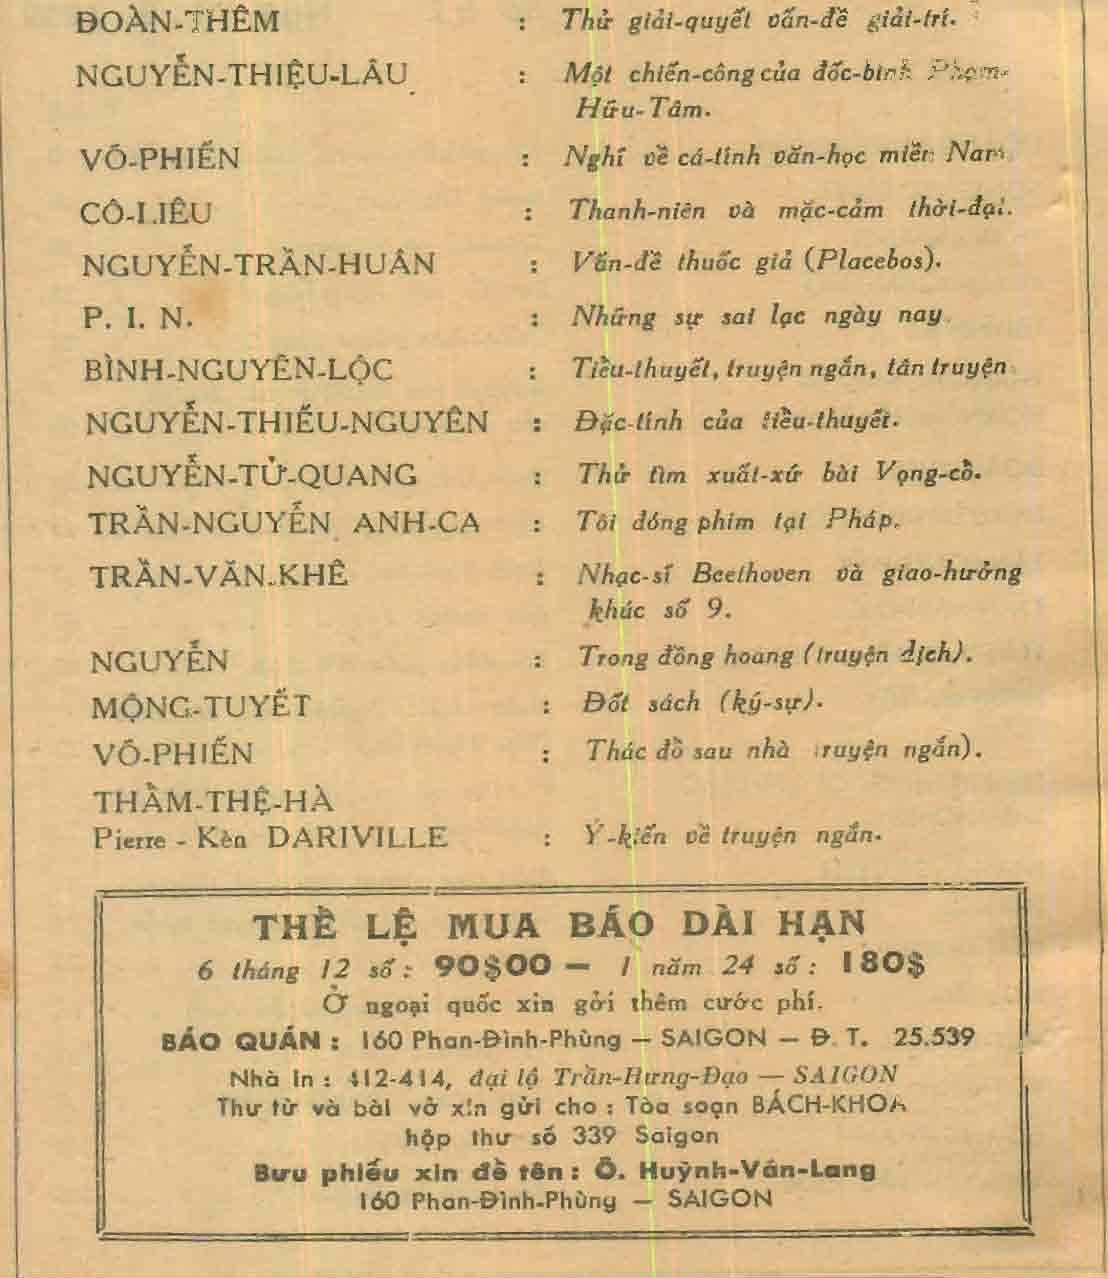 ĐOÀN-THÊM : Thử giải-quyết vấn-đề giải-trí.
NGUYỄN-THIỆU-LÂU : Một chiến-công của đốc-binh Phạm-
Hữu-Tâm.
VÕ-PHIẾN : Nghĩ về cá-tính văn-học miền Nam
CÔ-LIÊU : Thanh-niên và mặc-cảm thời-đại.
NGUYỄN-TRẦN-HUÂN : Vấn-đề thuốc giả (Placebos).
P. I. N. : Những sự sai lạc ngày nay
BÌNH-NGUYÊN-LỘC : Tiểu-thuyết, truyện ngắn, tân truyện
NGUYỄN-THIẾU-NGUYÊN : Đặc-tính của tiểu-thuyết.
NGUYỄN-TỬ-QUANG : Thử tìm xuất-xứ bài Vọng-cổ.
TRẦN-NGUYỄN ANH-CA : Tôi đóng phim tại Pháp.
TRẦN-VĂN-KHÊ : Nhạc-sĩ Beethoven và giao-hưởng
khúc số 9.
NGUYỄN : Trong đồng hoang (truyện dịch).
MỘNG-TUYẾT : Đốt sách (ký-sự).
VÕ-PHIẾN : Thác đổ sau nhà truyện ngắn).
THẨM-THỆ-HÀ
Pierre - Kèn DARIVILLE : Ý-kiến về truyện ngắn.
THỂ LỆ MUA BÁO DÀI HẠN
6 tháng 12 số : 90$00 — 1 năm 24 số : 180$
Ở ngoại quốc xin gởi thêm cước phí.
BÁO QUÁN : 160 Phan-Đình-Phùng — SAIGON — Đ. T. 25.539
Nhà in : 412-414, đại lộ Trần-Hưng-Đạo — SAIGON
Thư từ và bài vở xin gửi cho : Tòa soạn BÁCH-KHOA
hộp thư số 339 Saigon
Bưu phiếu xin đề tên : Ô. Huỳnh-Văn-Lang
160 Phan-Đình-Phùng — SAIGON